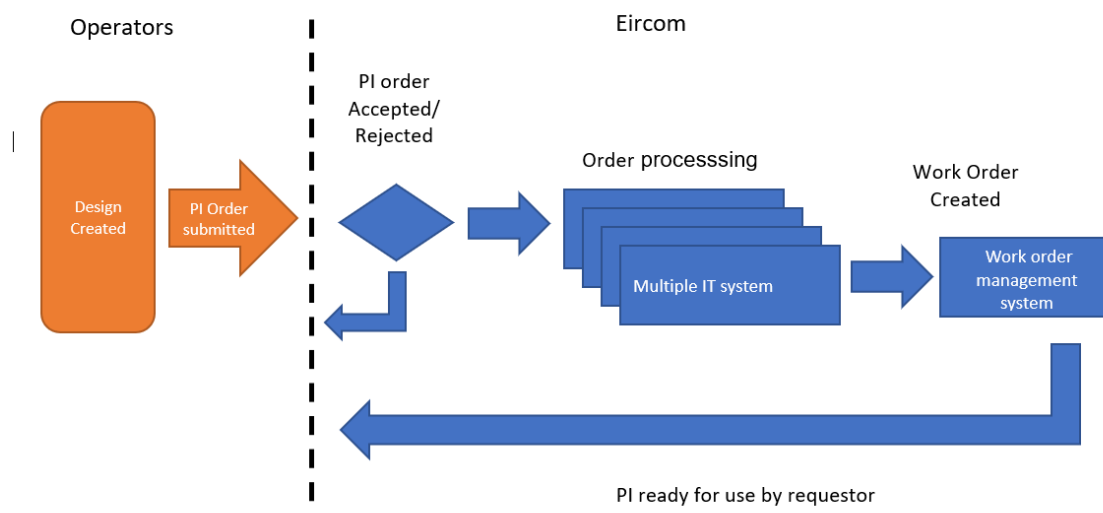 Operators
Eircom
PI order
Accepted/
Rejected
Design
Created
PI Order
submitted
Order processsing
Multiple IT system
Work Order
Created
Work order
management
system
PI ready for use by requestor